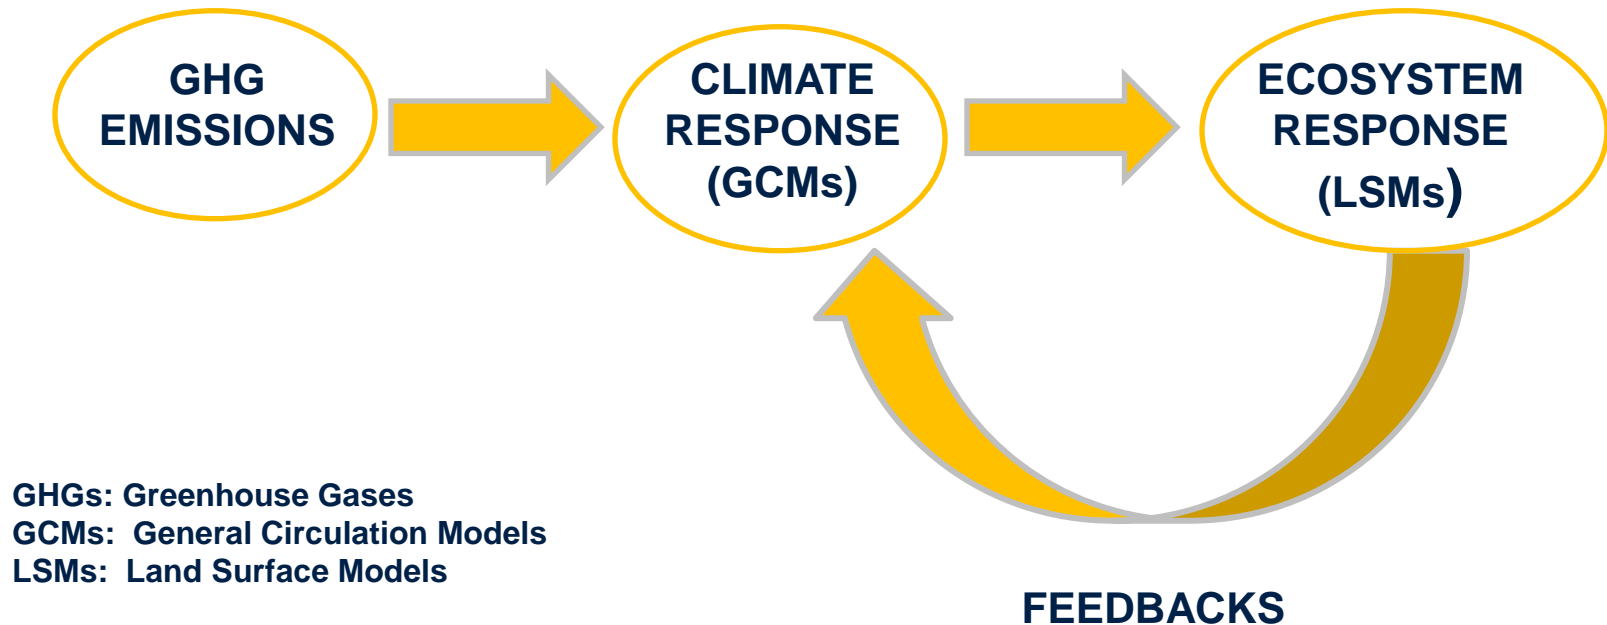 GHG
EMISSIONS
CLIMATE
RESPONSE
(GCMs)
ECOSYSTEM
RESPONSE
(LSMs)
GHGs: Greenhouse Gases
GCMs:  General Circulation Models
LSMs:  Land Surface Models
FEEDBACKS